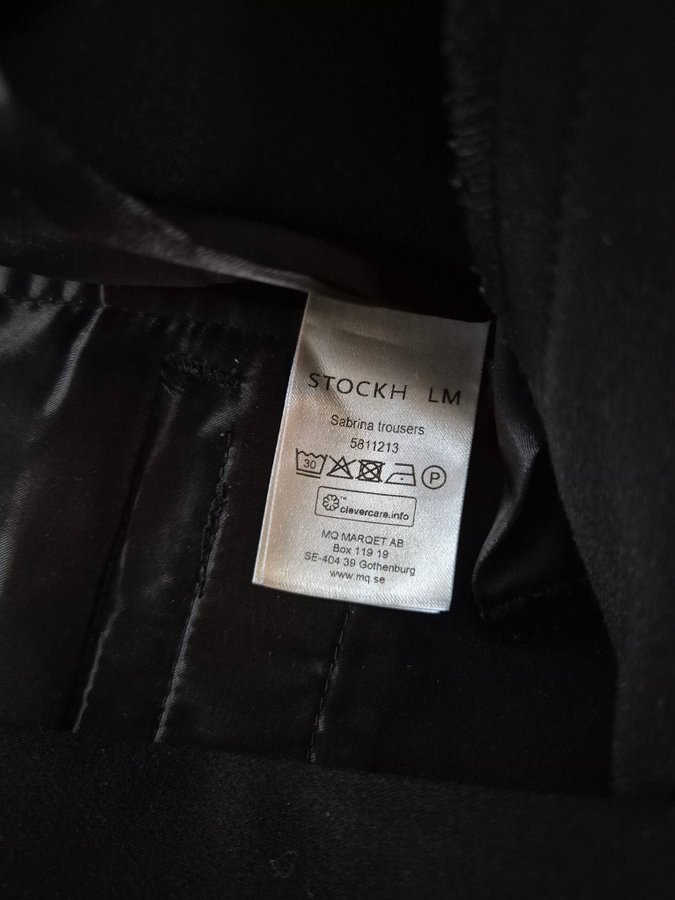 STOCKH LM
Sabrina trousers
5811213
30 P
™ clevercare.info
MQ MARQET AB
Box 119 19
SE-404 39 Gothenburg
www.mq.se